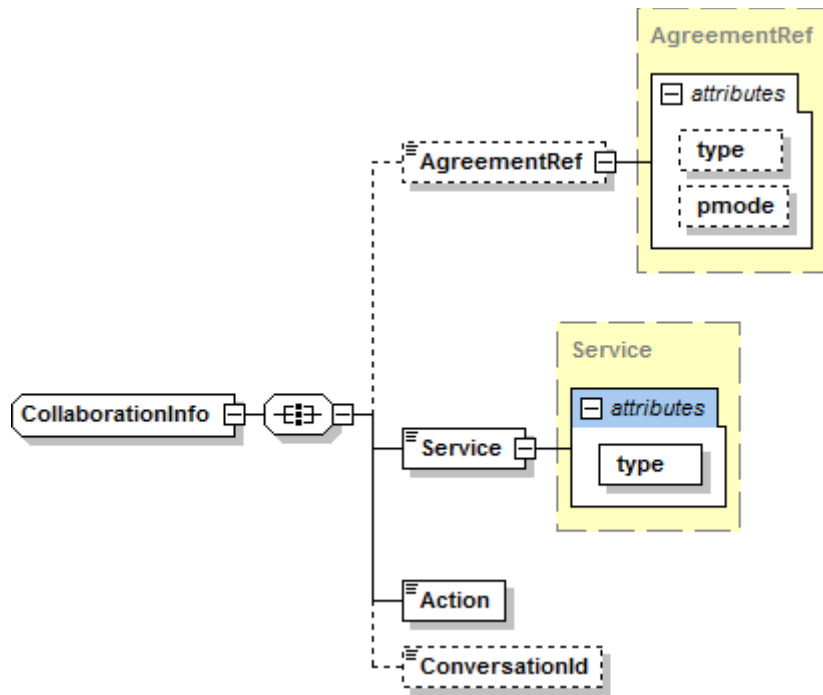 AgreementRef
attributes
type
AgreementRef
pmode
Service
attributes
CollaborationInfo
Service
type
Action
ConversationId